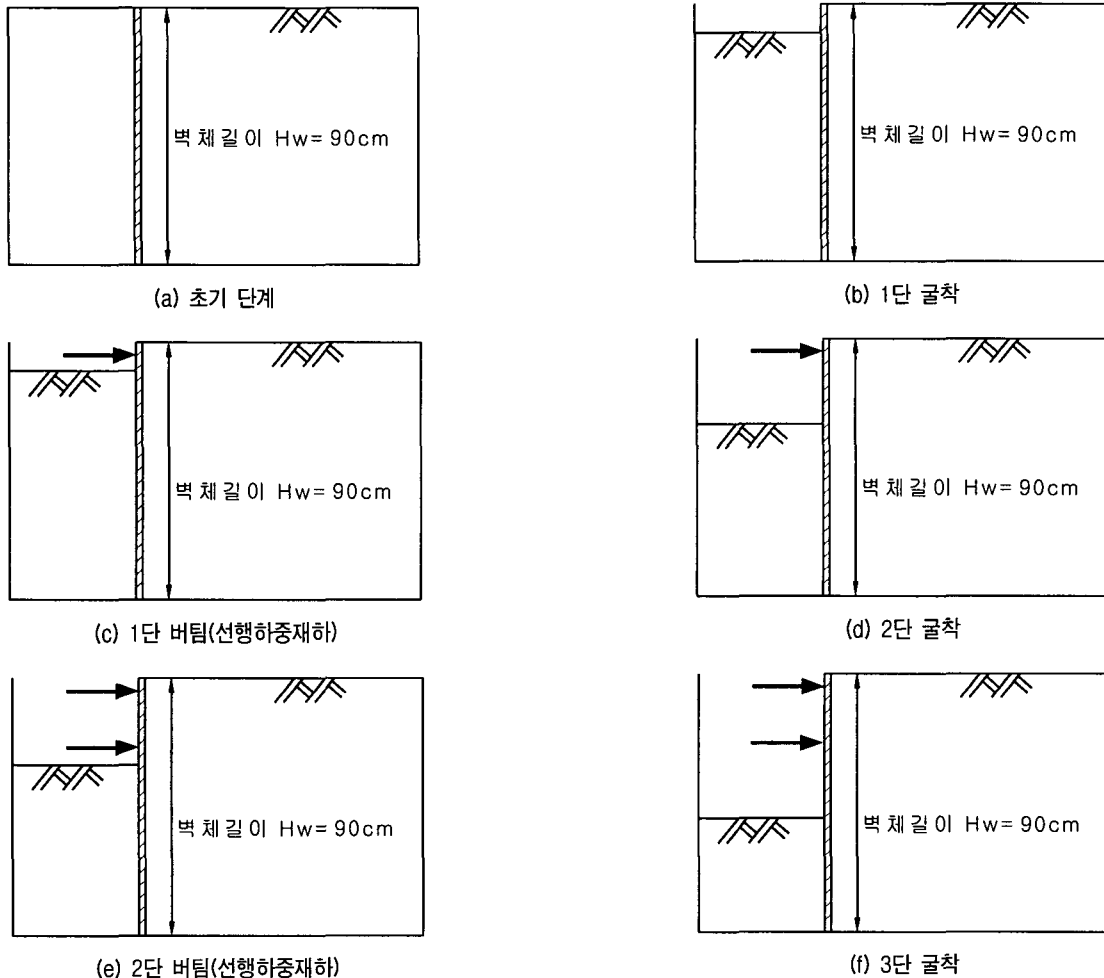 벽체길이 Hw= 90cm
(a) 초기 단계
벽체길이 Hw= 90cm
(b) 1단 굴착
벽체길이 Hw= 90cm
(c) 1단 버팀(선행하중재하)
벽체길이 Hw= 90cm
(d) 2단 굴착
벽체길이 Hw= 90cm
(e) 2단 버팀(선행하중재하)
벽체길이 Hw= 90cm
(f) 3단 굴착